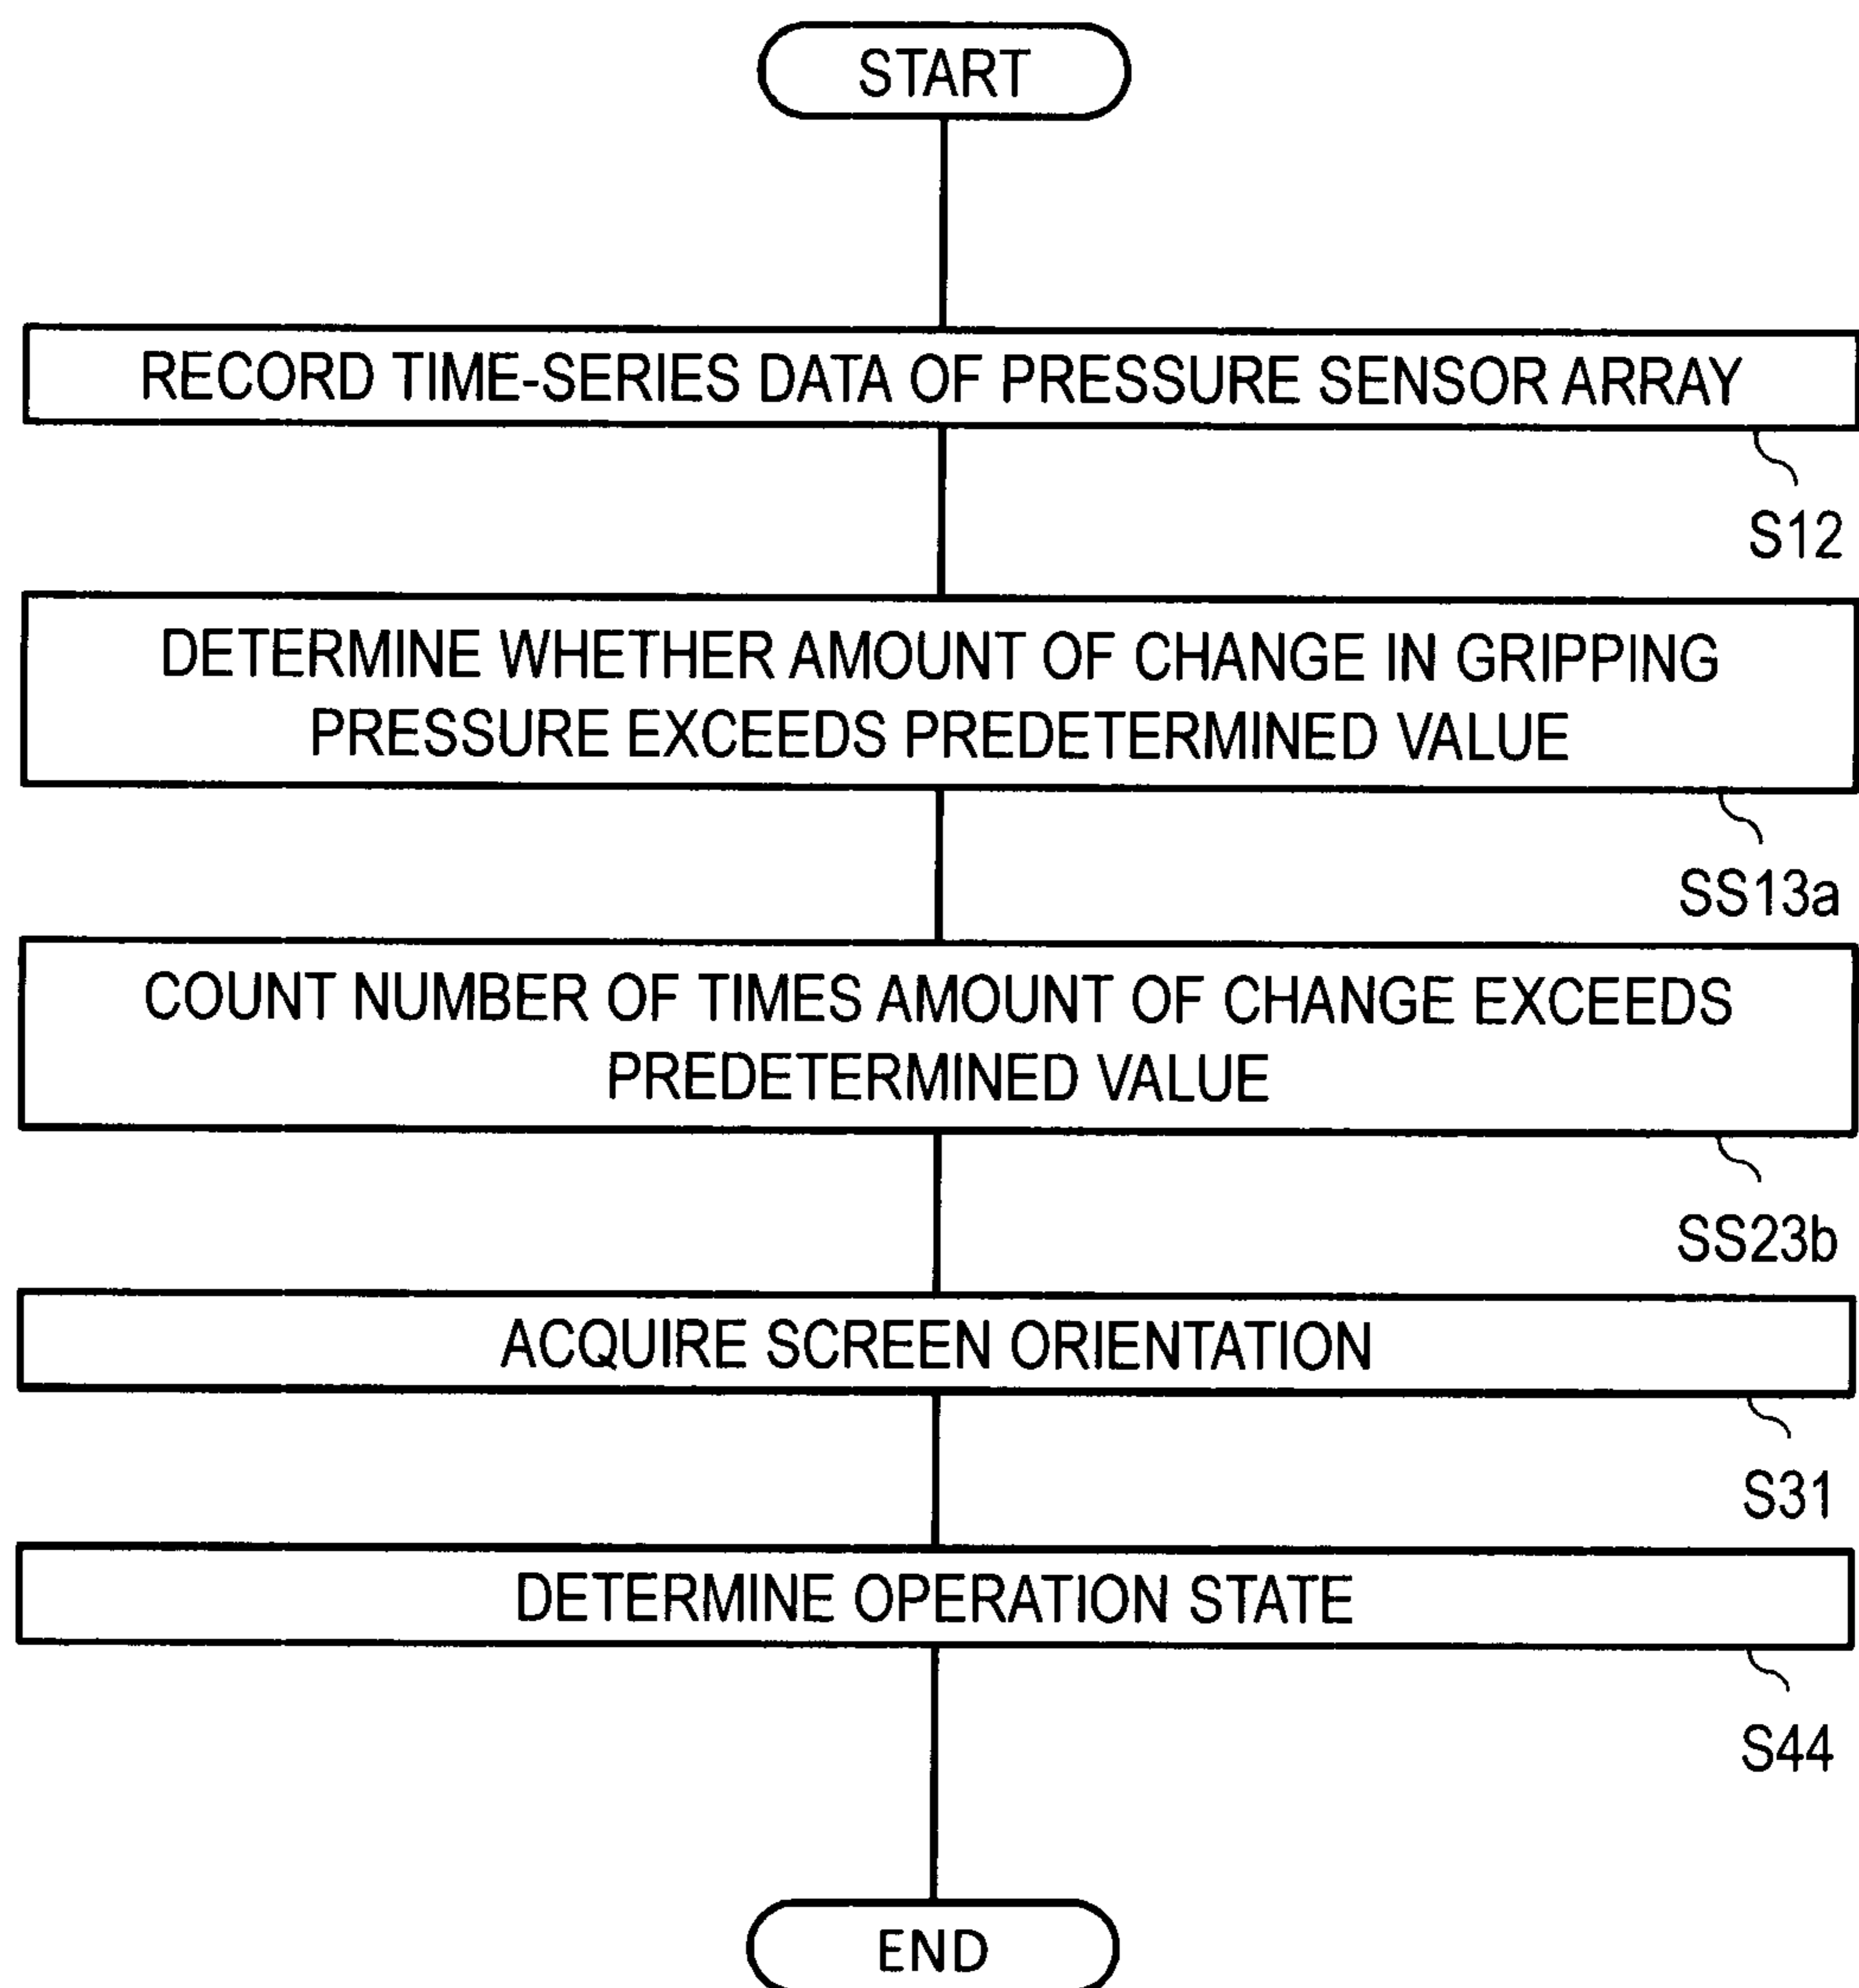 START
RECORD TIME-SERIES DATA OF PRESSURE SENSOR ARRAY
S12
DETERMINE WHETHER AMOUNT OF CHANGE IN GRIPPING
PRESSURE EXCEEDS PREDETERMINED VALUE
SS13a
COUNT NUMBER OF TIMES AMOUNT OF CHANGE EXCEEDS
PREDETERMINED VALUE
SS23b
ACQUIRE SCREEN ORIENTATION
S31
DETERMINE OPERATION STATE
S44
END